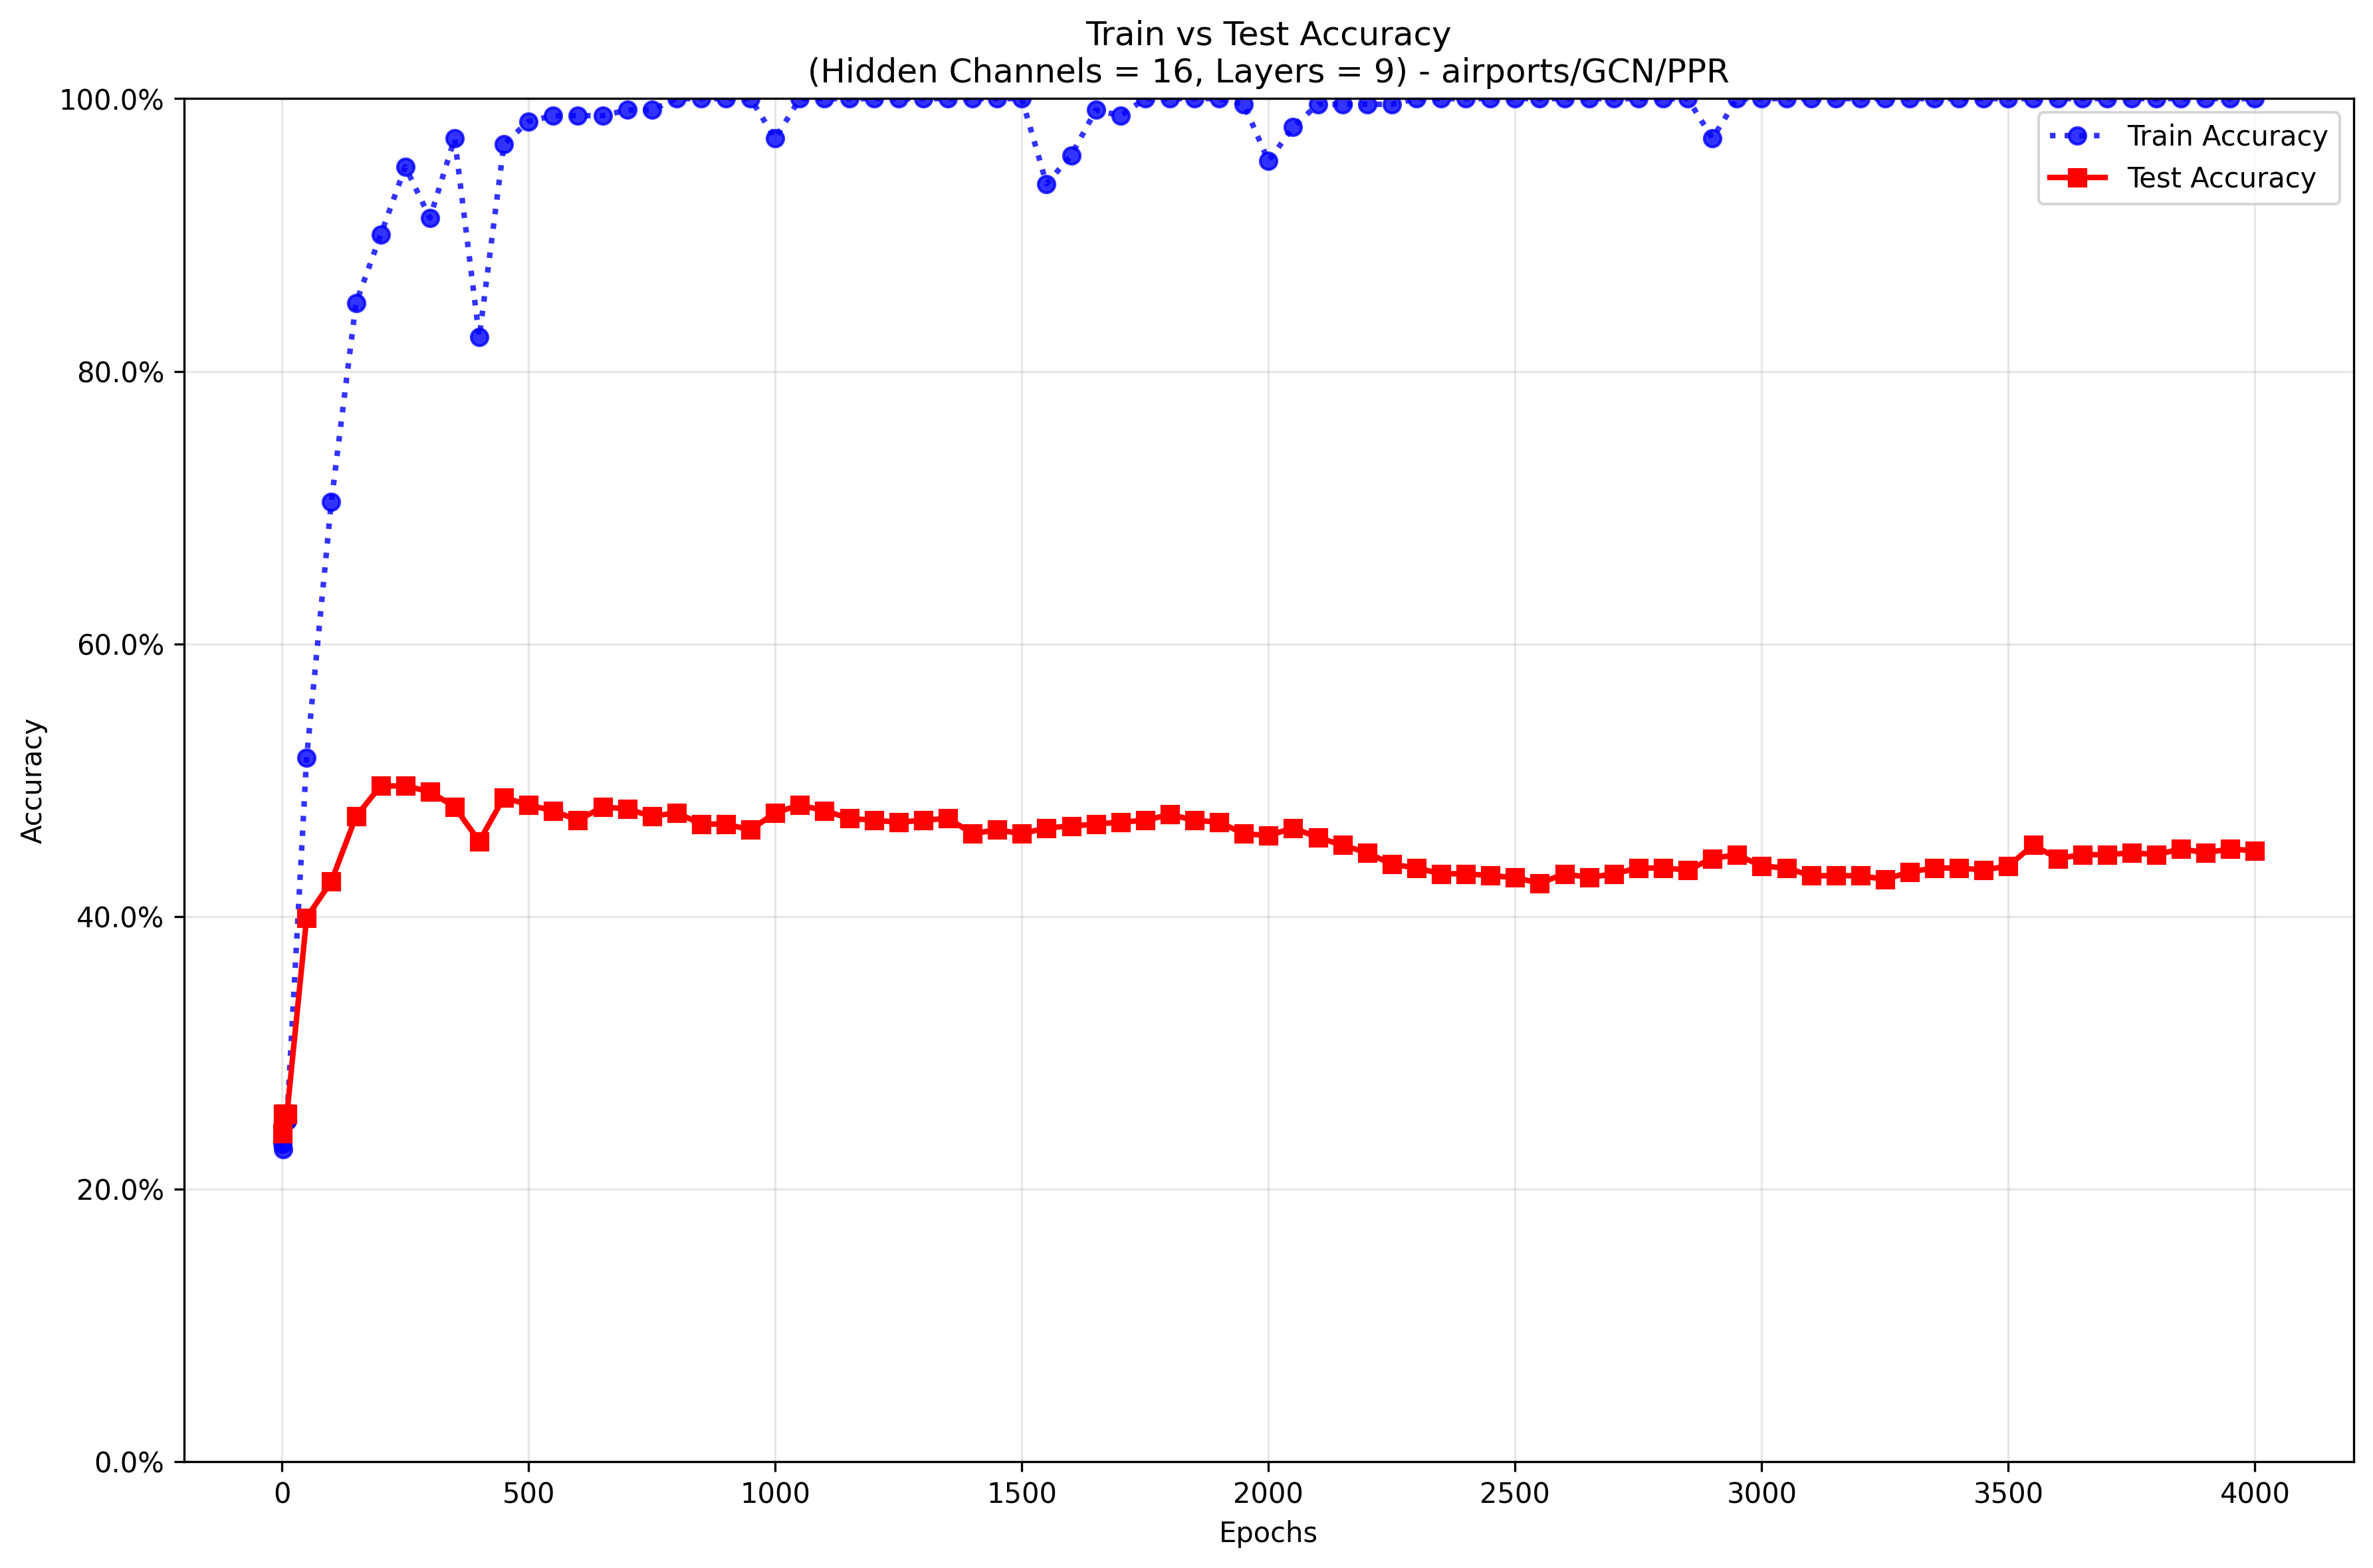 Train vs Test Accuracy
(Hidden Channels = 16, Layers = 9) - airports/GCN/PPR
100.0%
80.0%
60.0%
40.0%
20.0%
0.0%
Accuracy
Train Accuracy
Test Accuracy
0 500 1000 1500 2000 2500 3000 3500 4000
Epochs